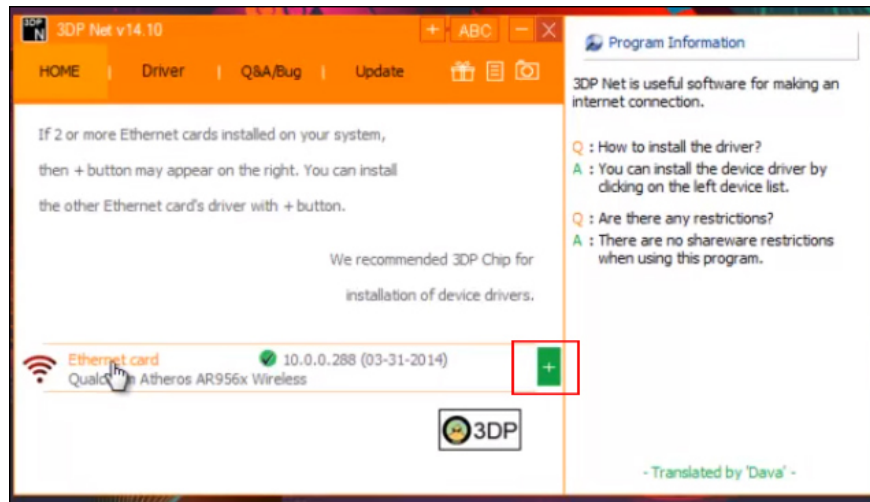 3DP N
3DP Net v14.10
+ ABC
HOME | Driver | Q&A/Bug | Update
If 2 or more Ethernet cards installed on your system,
then + button may appear on the right. You can install
the other Ethernet card's driver with + button.
We recommended 3DP Chip for
installation of device drivers.
Ethernet card 10.0.0.288 (03-31-2014)
Atheros AR956x Wireless
+
3DP
Program Information
3DP Net is useful software for making an
internet connection.
Q : How to install the driver?
A : You can install the device driver by
clicking on the left device list.
Q : Are there any restrictions?
A : There are no shareware restrictions
when using this program.
- Translated by 'Dava' -